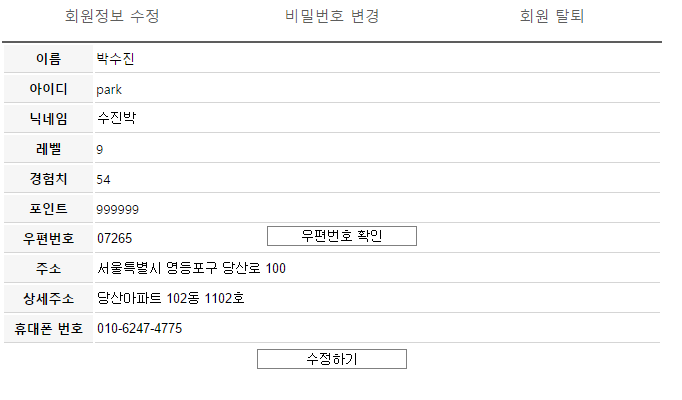 회원정보 수정 비밀번호 변경 회원 탈퇴
이름 박수진
아이디 park
닉네임 수진박
레벨 9
경험치 54
포인트 999999
우편번호 07265 우편번호 확인
주소 서울특별시 영등포구 당산로 100
상세주소 당산아파트 102동 1102호
휴대폰 번호 010-6247-4775
수정하기